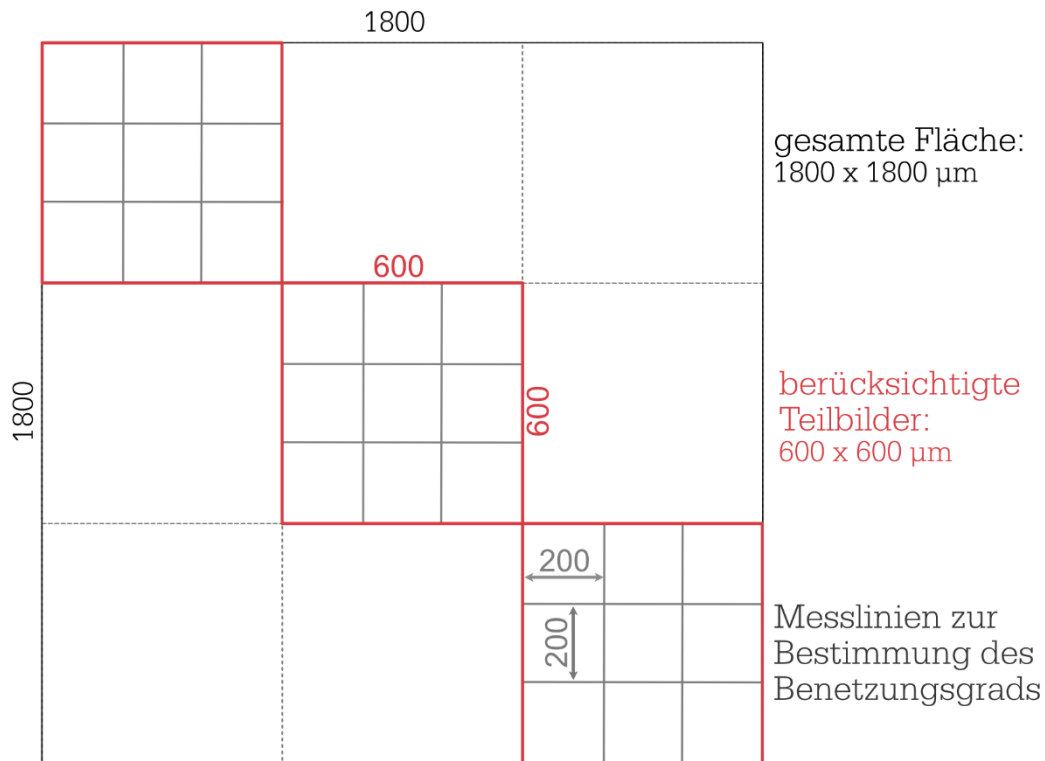 1800
gesamte Fläche:
1800 x 1800 µm
600
1800
600
berücksichtigte
Teilbilder:
600 x 600 µm
200
200
Messlinien zur
Bestimmung des
Benetzungsgrads